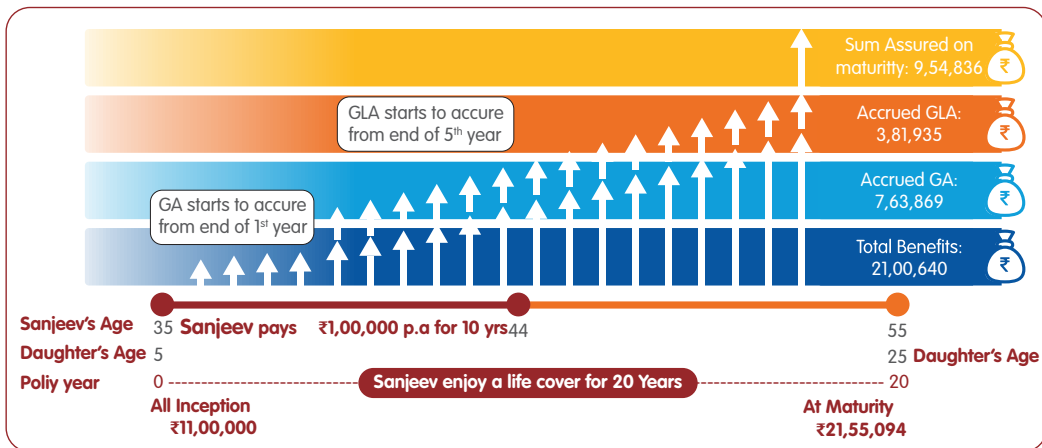 Sum Assured on
maturitty: 9,54,836
₹
GLA starts to accure
from end of 5th year
Accrued GLA:
3,81,935
₹
GA starts to accure
from end of 1st year
Accrued GA:
7,63,869
₹
Total Benefits:
21,00,640
₹
Sanjeev's Age 35 Sanjeev pays ₹1,00,000 p.a for 10 yrs 44 55
Daughter's Age 5 25 Daughter's Age
Poliy year 0 Sanjeev enjoy a life cover for 20 Years 20
All Inception At Maturity
₹11,00,000 ₹21,55,094